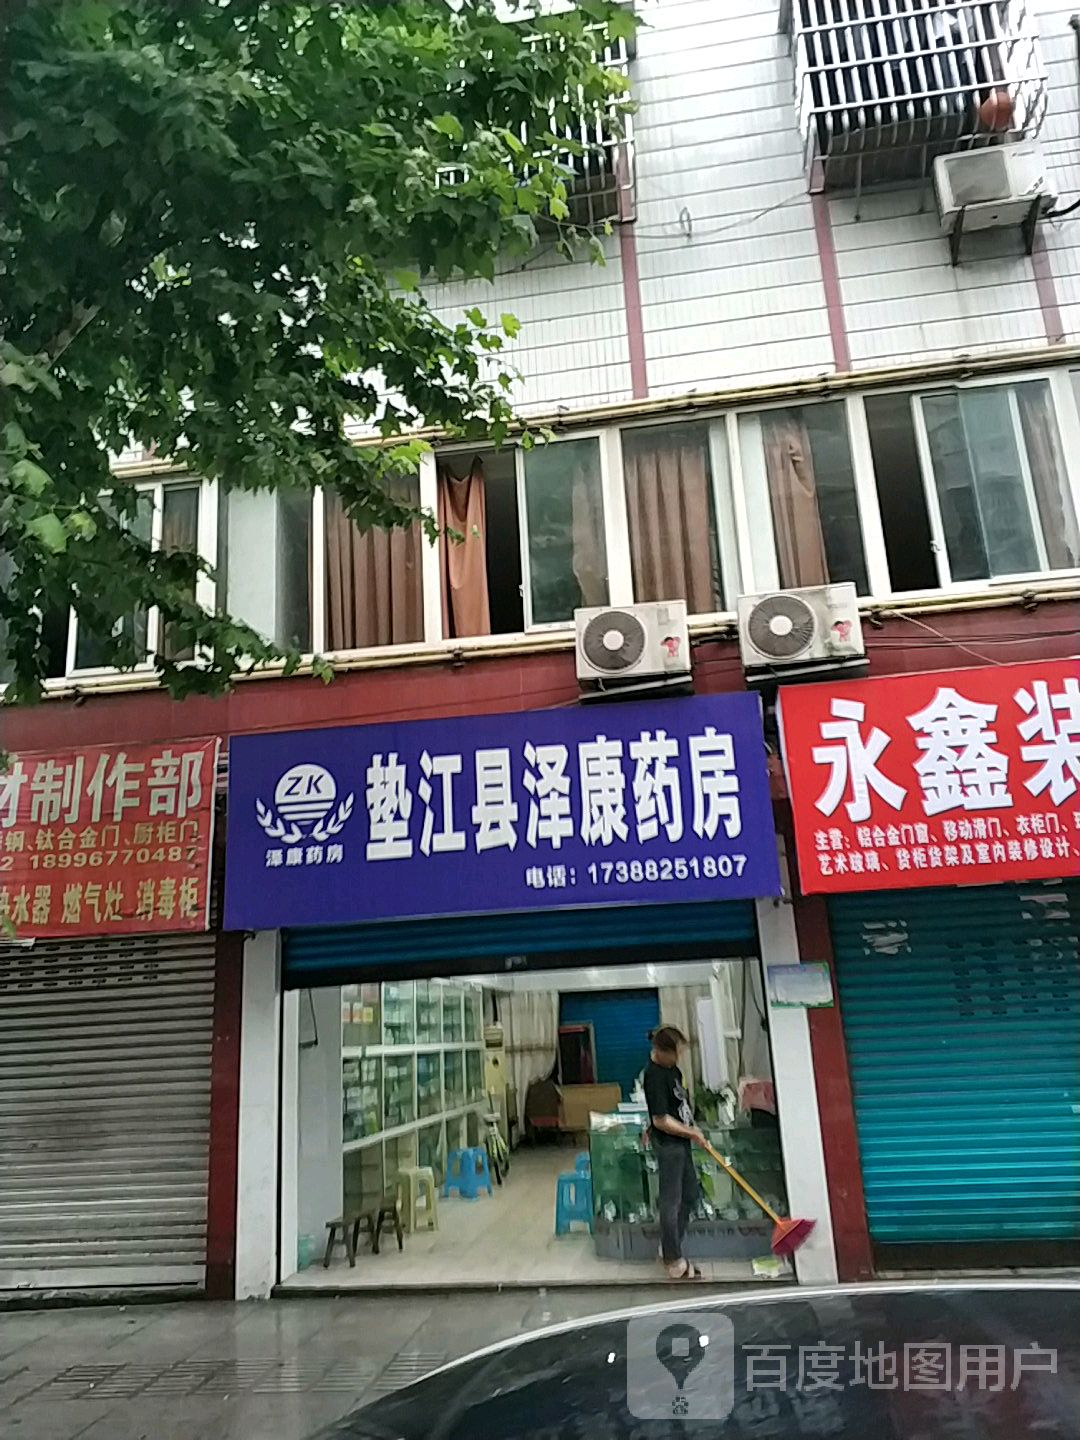 材制作部
钢、钛合金门、厨柜门
2 18996770487
热水器 燃气灶 消毒柜
ZK
泽康药房
垫江县泽康药房
电话：17388251807
永鑫装
主营：铝合金门窗、移动滑门、衣柜门、
艺术玻璃、货柜货架及室内装修设计、
百度地图用户